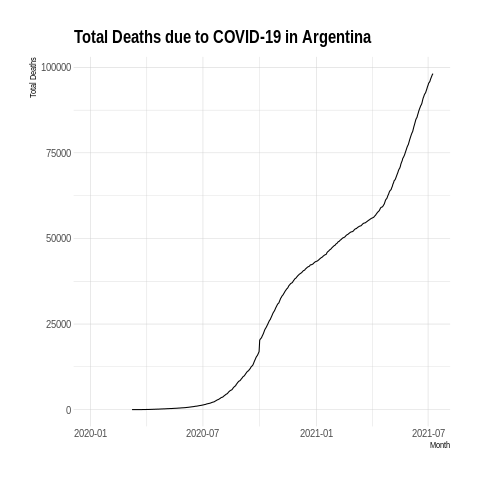 Total Deaths due to COVID-19 in Argentina
Total Deaths
100000
75000
50000
25000
0
2020-01 2020-07 2021-01 2021-07
Month